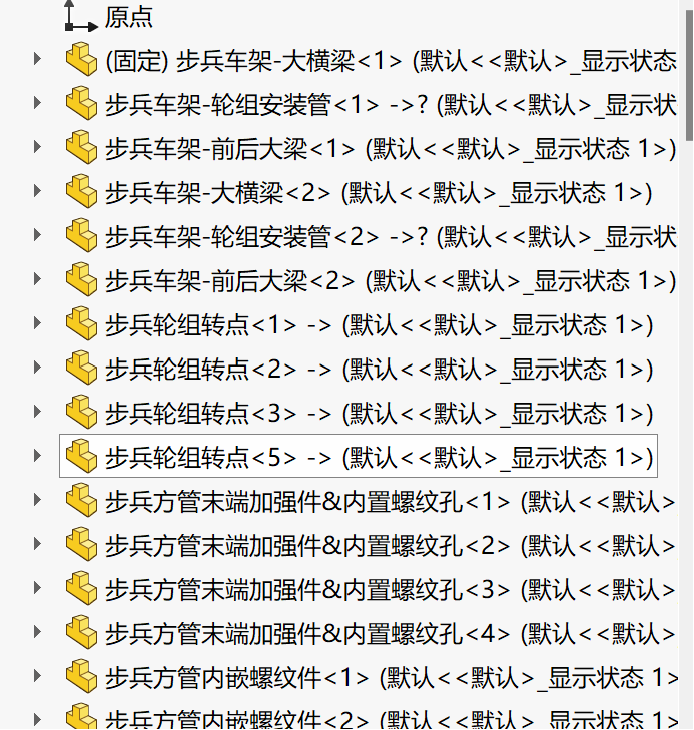 原点
(固定) 步兵车架-大横梁<1> (默认<<默认>_显示状态
步兵车架-轮组安装管<1> ->? (默认<<默认>_显示状
步兵车架-前后大梁<1> (默认<<默认>_显示状态 1>)
步兵车架-大横梁<2> (默认<<默认>_显示状态 1>)
步兵车架-轮组安装管<2> ->? (默认<<默认>_显示状
步兵车架-前后大梁<2> (默认<<默认>_显示状态 1>)
步兵轮组转点<1> -> (默认<<默认>_显示状态 1>)
步兵轮组转点<2> -> (默认<<默认>_显示状态 1>)
步兵轮组转点<3> -> (默认<<默认>_显示状态 1>)
步兵轮组转点<5> -> (默认<<默认>_显示状态 1>)
步兵方管末端加强件&内置螺纹孔<1> (默认<<默认>
步兵方管末端加强件&内置螺纹孔<2> (默认<<默认>
步兵方管末端加强件&内置螺纹孔<3> (默认<<默认>
步兵方管末端加强件&内置螺纹孔<4> (默认<<默认>
步兵方管内嵌螺纹件<1> (默认<<默认>_显示状态 1>
步兵方管内嵌螺纹件<2> (默认<<默认>_显示状态 1>